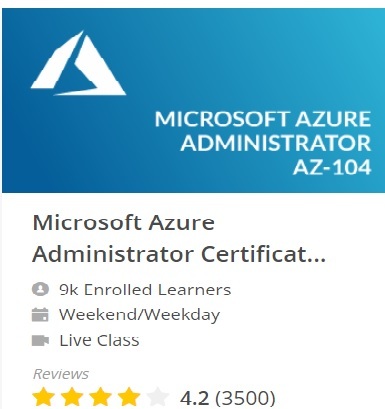 MICROSOFT AZURE
ADMINISTRATOR
AZ-104
Microsoft Azure
Administrator Certificat...
9k Enrolled Learners
Weekend/Weekday
Live Class
Reviews
4.2 (3500)